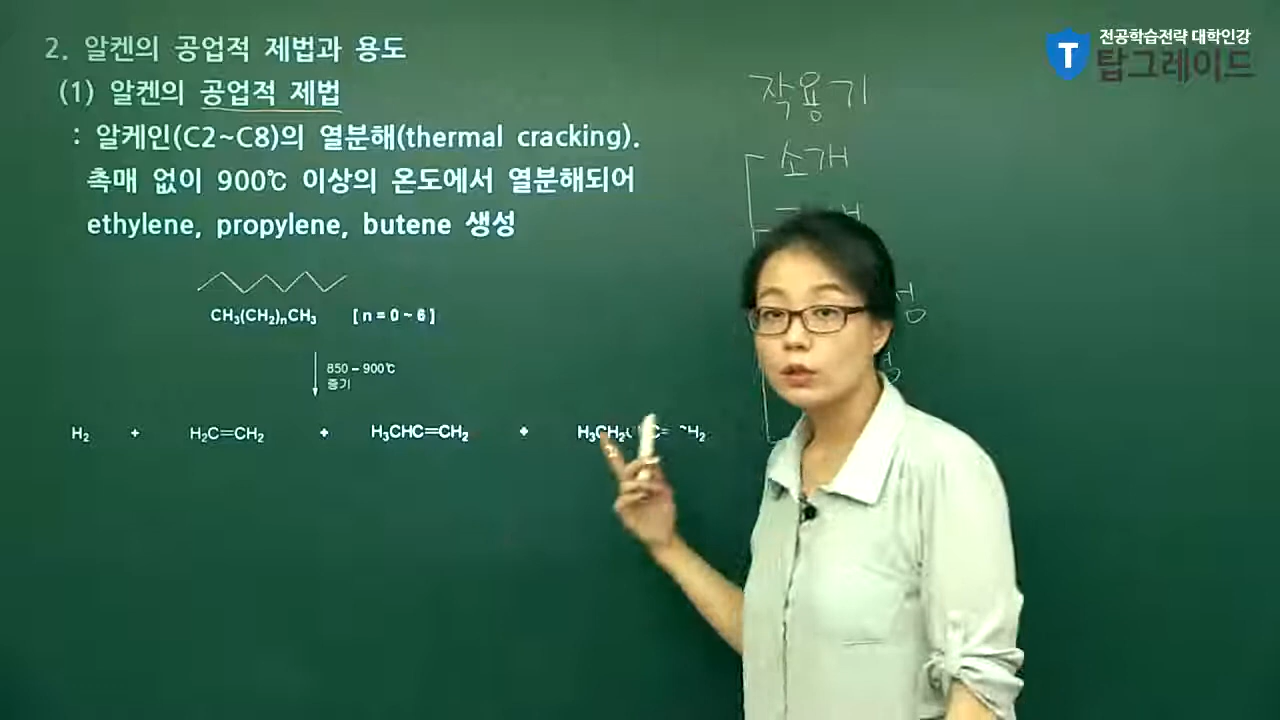 2. 알켄의 공업적 제법과 용도
(1) 알켄의 공업적 제법
: 알케인(C2~C8)의 열분해(thermal cracking).
촉매 없이 900℃ 이상의 온도에서 열분해되어
ethylene, propylene, butene 생성
CH₃(CH₂)ₙCH₃ [ n = 0 ~ 6 ]
850 – 900℃
증기
H₂ + H₂C=CH₂ + H₃CHC=CH₂ +
전공학습전략 대학인강
T 탑그레이드
작용기
소개